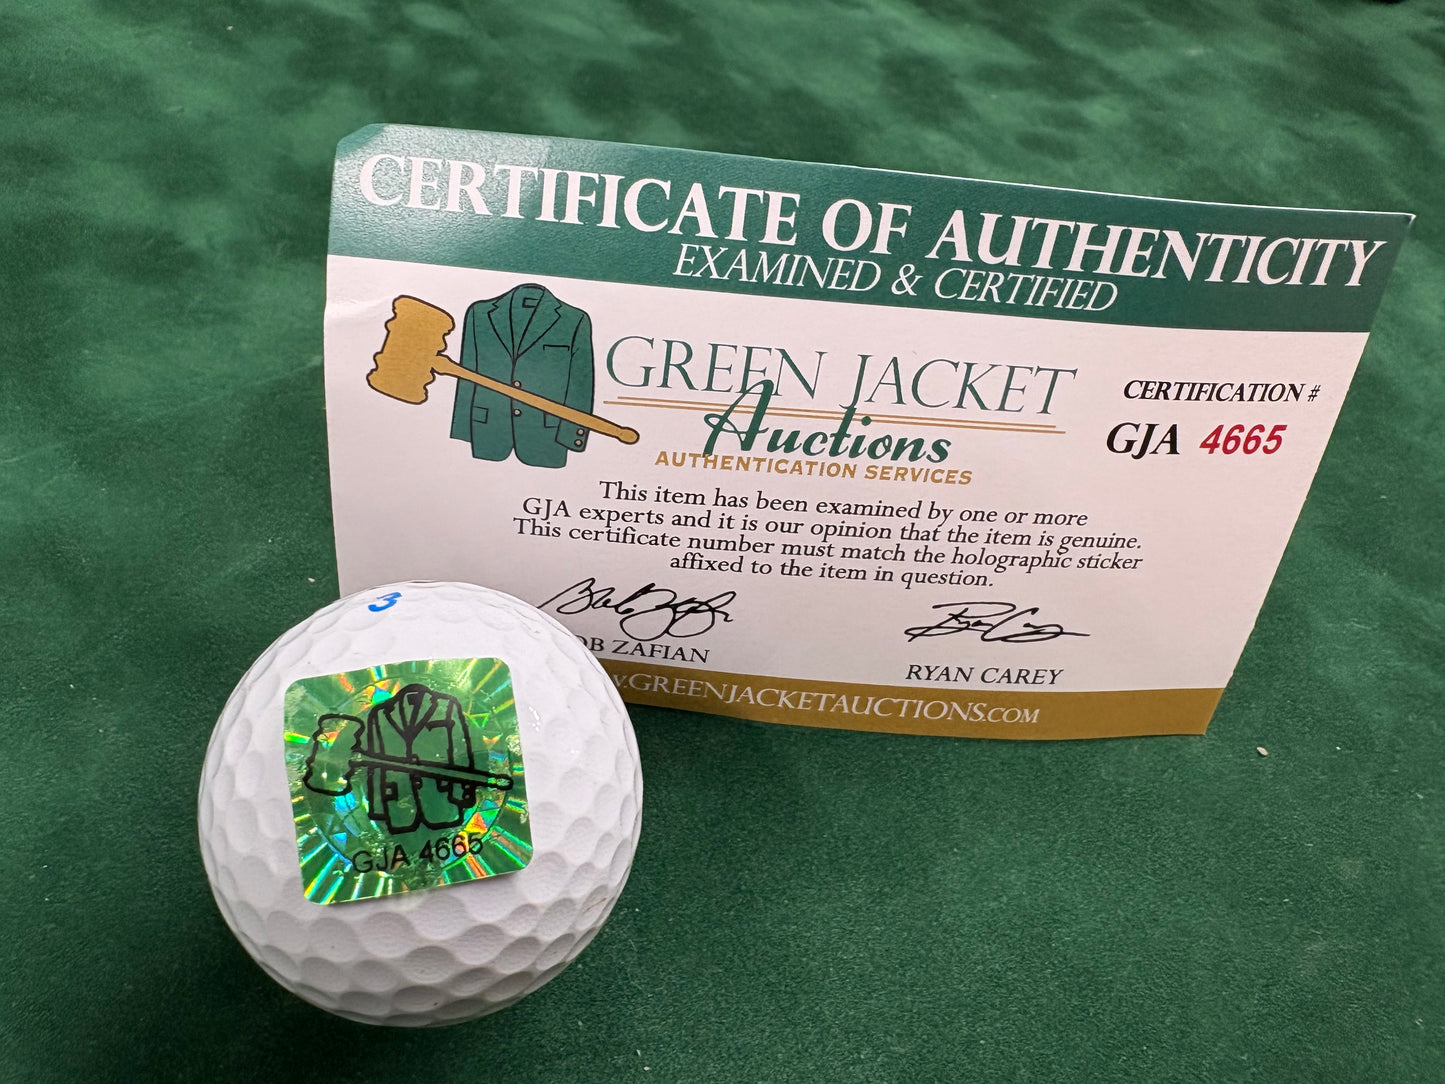 CERTIFICATE OF AUTHENTICITY
EXAMINED & CERTIFIED
GREEN JACKET
Auctions
AUTHENTICATION SERVICES
CERTIFICATION #
GJA 4665
This item has been examined by one or more
GJA experts and it is our opinion that the item is genuine.
This certificate number must match the holographic sticker
affixed to the item in question.
ZAFIAN
RYAN CAREY
.GREENJACKETAUCTIONS.COM
3
GJA 4665